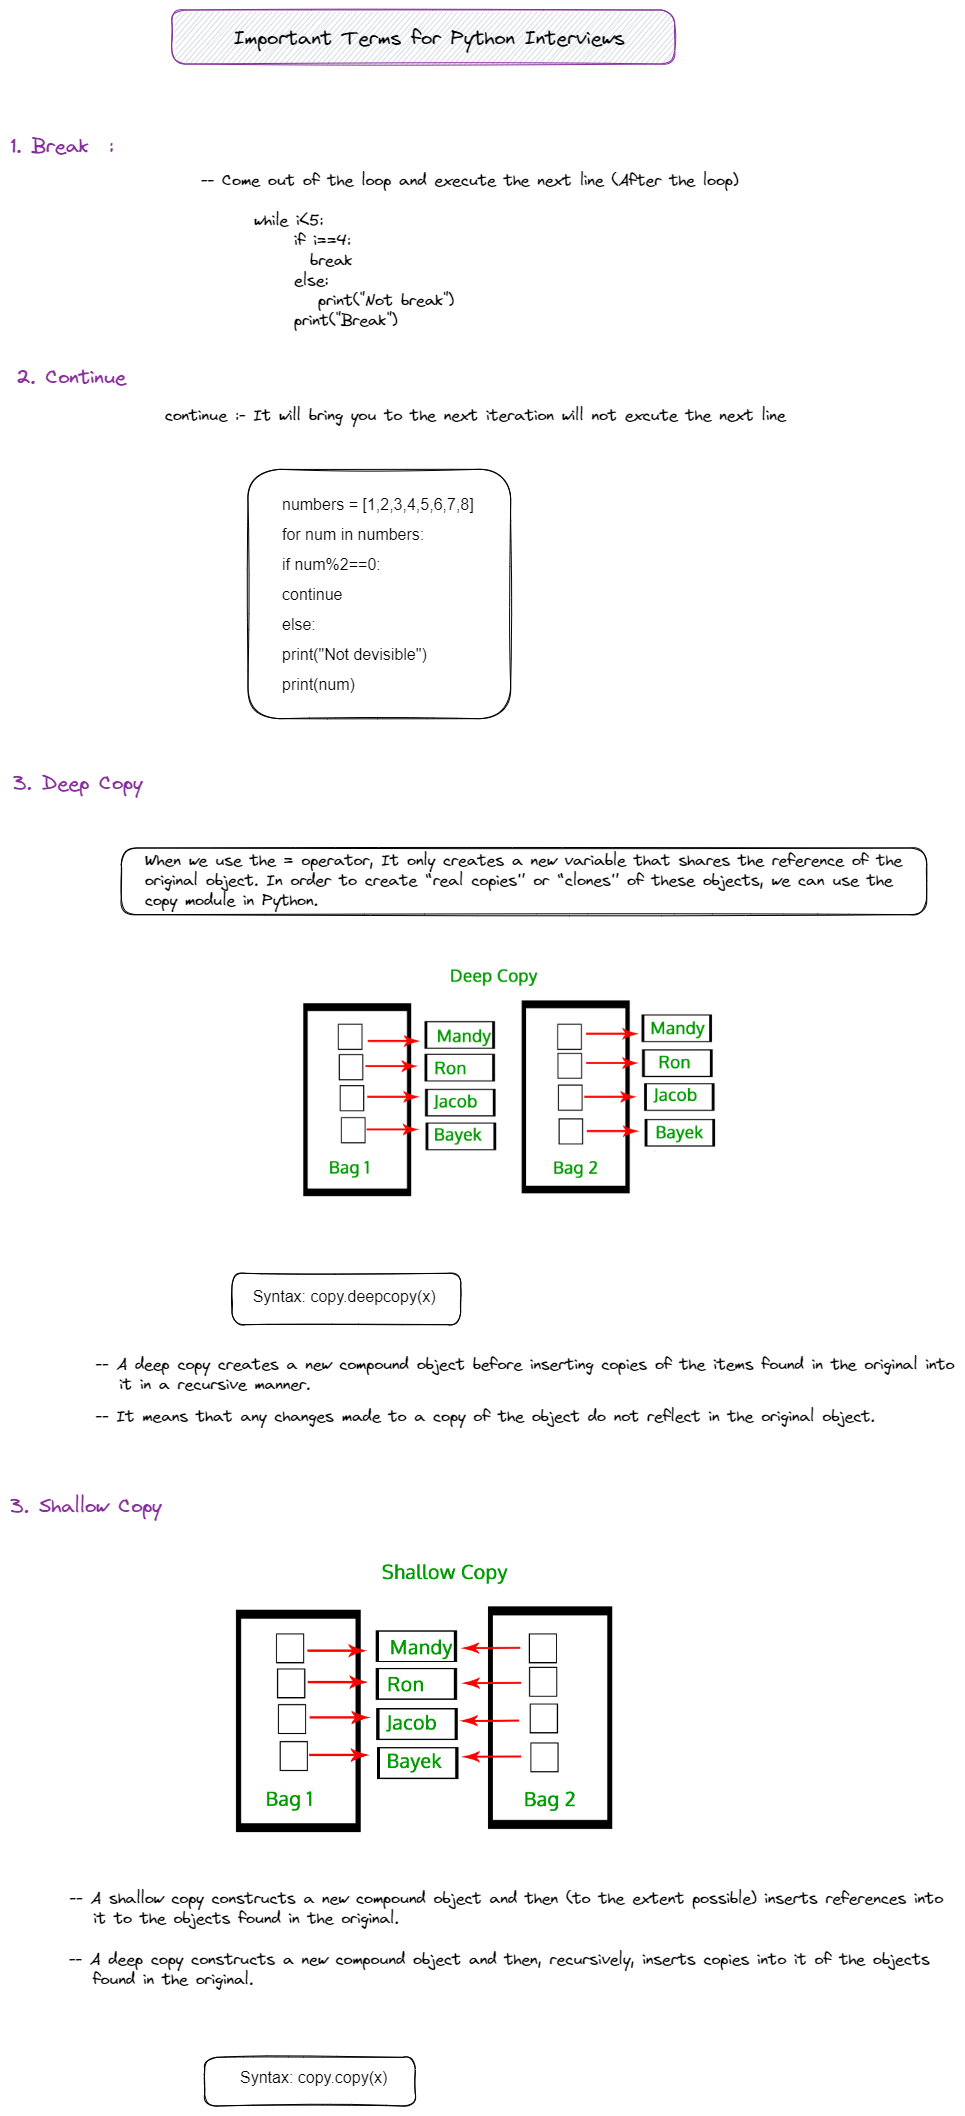 Important Terms for Python Interviews
1. Break :
-- Come out of the loop and execute the next line (After the loop)
while i<5:
if i==4:
break
else:
print("Not break")
print("Break")
2. Continue
continue :- It will bring you to the next iteration will not excute the next line
numbers = [1,2,3,4,5,6,7,8]
for num in numbers:
if num%2==0:
continue
else:
print("Not devisible")
print(num)
3. Deep Copy
When we use the = operator, It only creates a new variable that shares the reference of the
original object. In order to create “real copies” or “clones” of these objects, we can use the
copy module in Python.
Deep Copy
Mandy
Ron
Jacob
Bayek
Bag 1
Mandy
Ron
Jacob
Bayek
Bag 2
Syntax: copy.deepcopy(x)
-- A deep copy creates a new compound object before inserting copies of the items found in the original into
it in a recursive manner.
-- It means that any changes made to a copy of the object do not reflect in the original object.
3. Shallow Copy
Shallow Copy
Mandy
Ron
Jacob
Bayek
Bag 1
Bag 2
-- A shallow copy constructs a new compound object and then (to the extent possible) inserts references into
it to the objects found in the original.
-- A deep copy constructs a new compound object and then, recursively, inserts copies into it of the objects
found in the original.
Syntax: copy.copy(x)